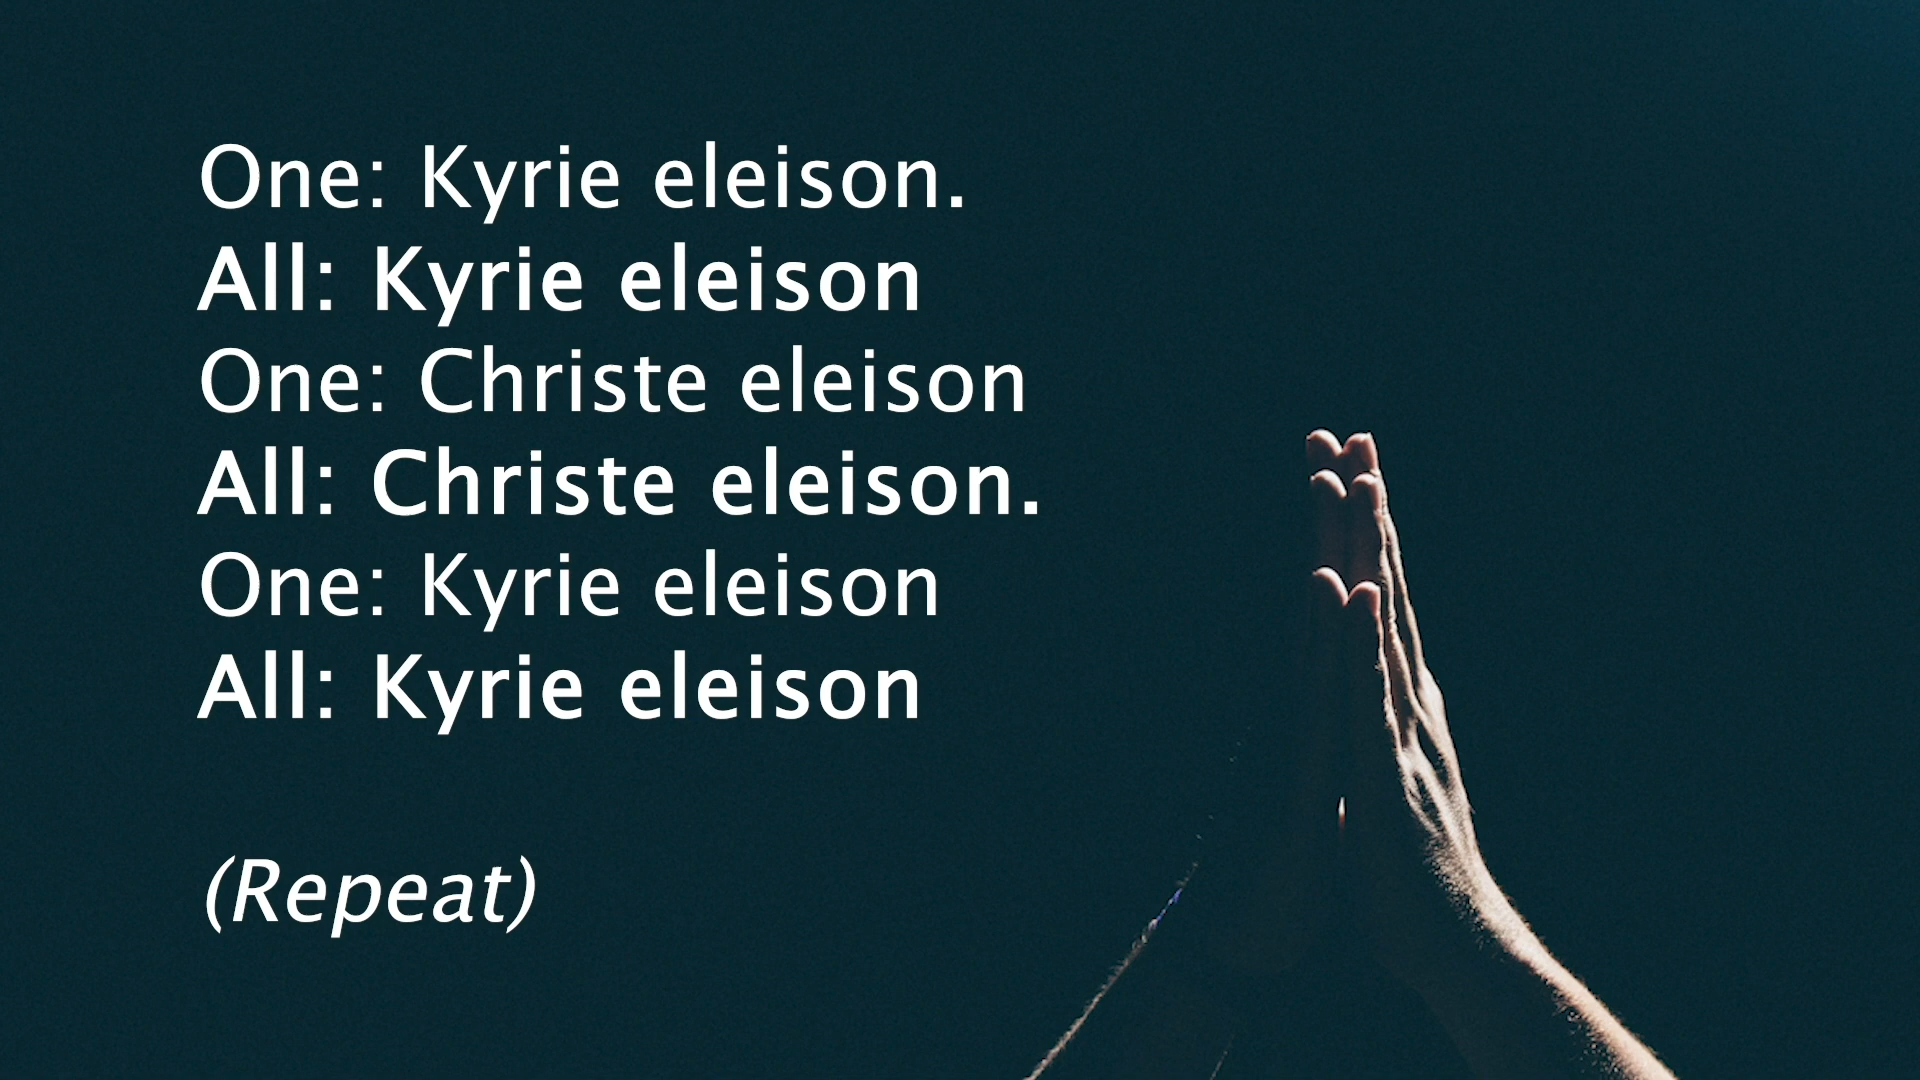 One: Kyrie eleison.
All: Kyrie eleison
One: Christe eleison
All: Christe eleison.
One: Kyrie eleison
All: Kyrie eleison
(Repeat)